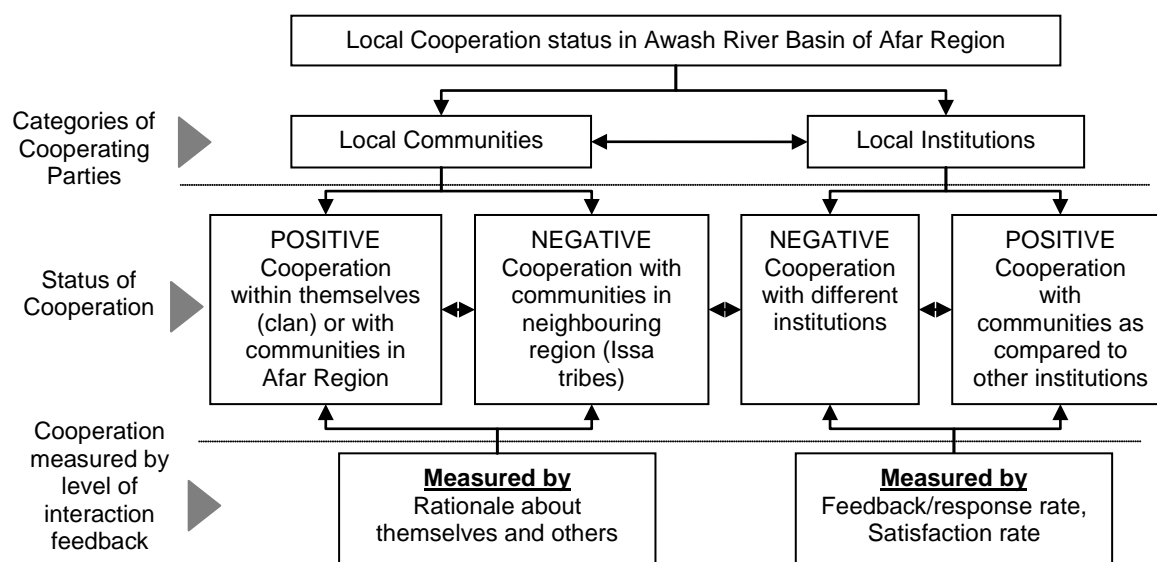 Local Cooperation status in Awash River Basin of Afar Region
Categories of
Cooperating
Parties
Local Communities
Local Institutions
Status of
Cooperation
POSITIVE
Cooperation
within themselves
(clan) or with
communities in
Afar Region
NEGATIVE
Cooperation with
communities in
neighbouring
region (Issa
tribes)
NEGATIVE
Cooperation
with different
institutions
POSITIVE
Cooperation
with
communities as
compared to
other institutions
Cooperation
measured by
level of
interaction
feedback
Measured by
Rationale about
themselves and others
Measured by
Feedback/response rate,
Satisfaction rate